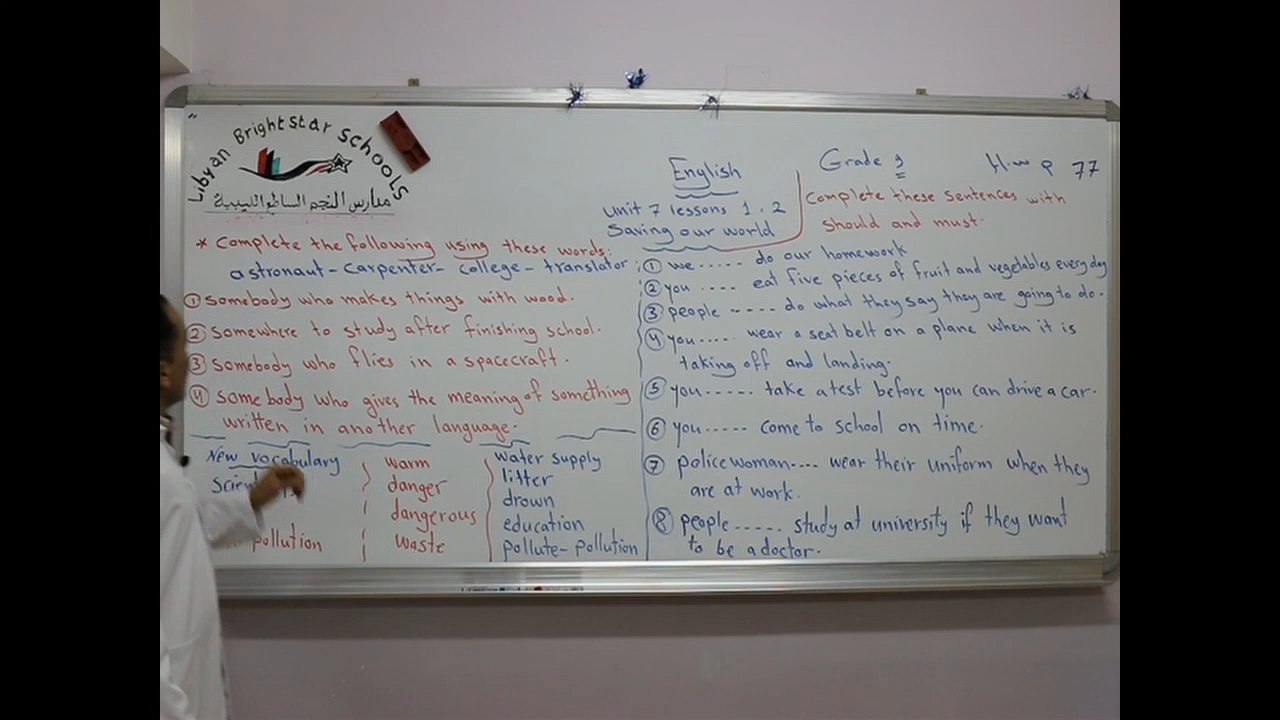 Libyan Bright Star Schools
مدارس النجم الساطع الليبية
English
Grade 9
H.w p 77
Unit 7 lessons 1.2
Saving our world
* Complete the following using these words:
astronaut-carpenter-college-translator
① somebody who makes things with wood.
② somewhere to study after finishing school.
③ somebody who flies in a spacecraft.
④ somebody who gives the meaning of something
written in another language.
New vocabulary
pollution
warm
danger
dangerous
waste
water supply
litter
drown
education
pollute-pollution
Complete these sentences with
should and must.
① we ..... do our homework
② you .... eat five pieces of fruit and vegetables every day
③ people ..... do what they say they are going to do.
④ you .... wear a seat belt on a plane when it is
taking off and landing.
⑤ you ..... take a test before you can drive a car.
⑥ you ..... come to school on time.
⑦ policewoman .... wear their uniform when they
are at work.
⑧ people ..... study at university if they want
to be a doctor.